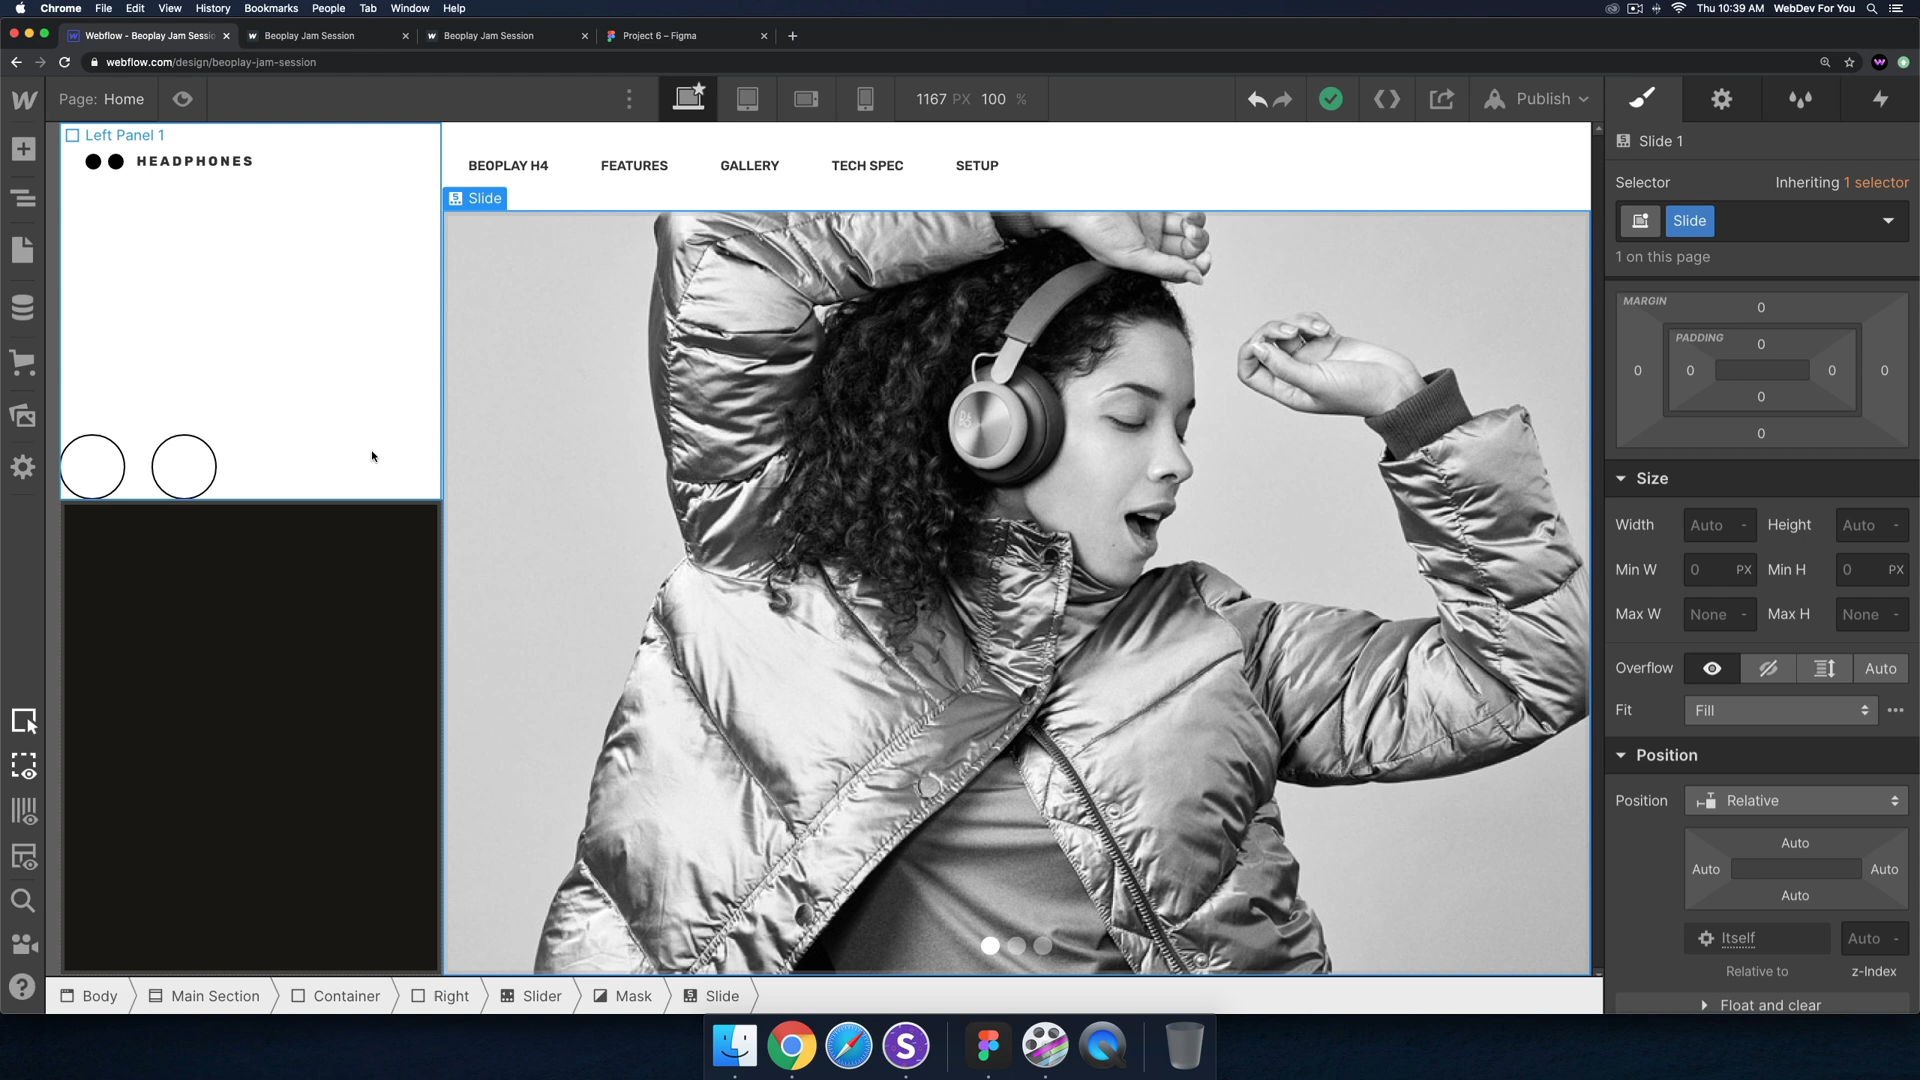 Chrome File Edit View History Bookmarks People Tab Window Help
Thu 10:39 AM WebDev For You
Webflow - Beoplay Jam Sessio
Beoplay Jam Session
Beoplay Jam Session
Project 6 – Figma
webflow.com/design/beoplay-jam-session
Page: Home
1167 PX 100 %
Publish
Left Panel 1
HEADPHONES
BEOPLAY H4 FEATURES GALLERY TECH SPEC SETUP
Slide
Slide 1
Selector Inheriting 1 selector
Slide
1 on this page
MARGIN 0
PADDING 0
0 0 0 0
0
0
Size
Width Auto - Height Auto -
Min W 0 PX Min H 0 PX
Max W None - Max H None -
Overflow Auto
Fit Fill
Position
Position Relative
Auto
Auto Auto
Auto
Itself Auto -
Relative to z-Index
Float and clear
Body Main Section Container Right Slider Mask Slide